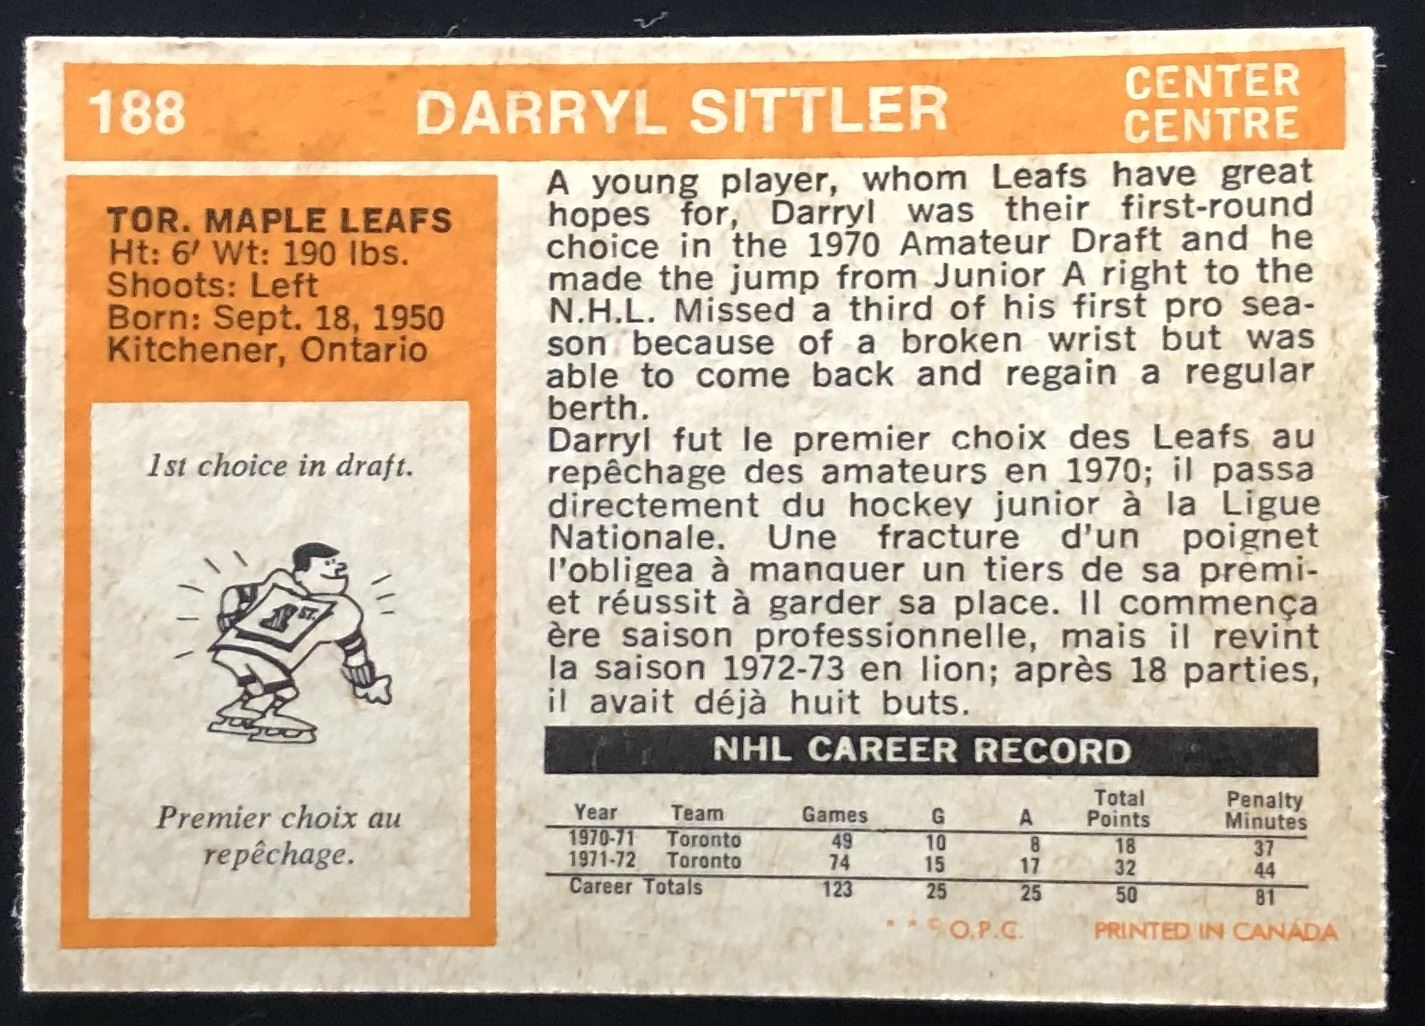 188 DARRYL SITTLER CENTER
CENTRE
TOR. MAPLE LEAFS
Ht: 6' Wt: 190 lbs.
Shoots: Left
Born: Sept. 18, 1950
Kitchener, Ontario
1st choice in draft.
1ST.
Premier choix au
repêchage.
A young player, whom Leafs have great
hopes for, Darryl was their first-round
choice in the 1970 Amateur Draft and he
made the jump from Junior A right to the
N.H.L. Missed a third of his first pro sea-
son because of a broken wrist but was
able to come back and regain a regular
berth.
Darryl fut le premier choix des Leafs au
repêchage des amateurs en 1970; il passa
directement du hockey junior à la Ligue
Nationale. Une fracture d'un poignet
l'obligea à manquer un tiers de sa premi-
et réussit à garder sa place. Il commença
ère saison professionnelle, mais il revint
la saison 1972-73 en lion; après 18 parties,
il avait déjà huit buts.
NHL CAREER RECORD
Year Team Games G A Total Points Penalty Minutes
1970-71 Toronto 49 10 8 18 37
1971-72 Toronto 74 15 17 32 44
Career Totals 123 25 25 50 81
* * © O.P.C. PRINTED IN CANADA